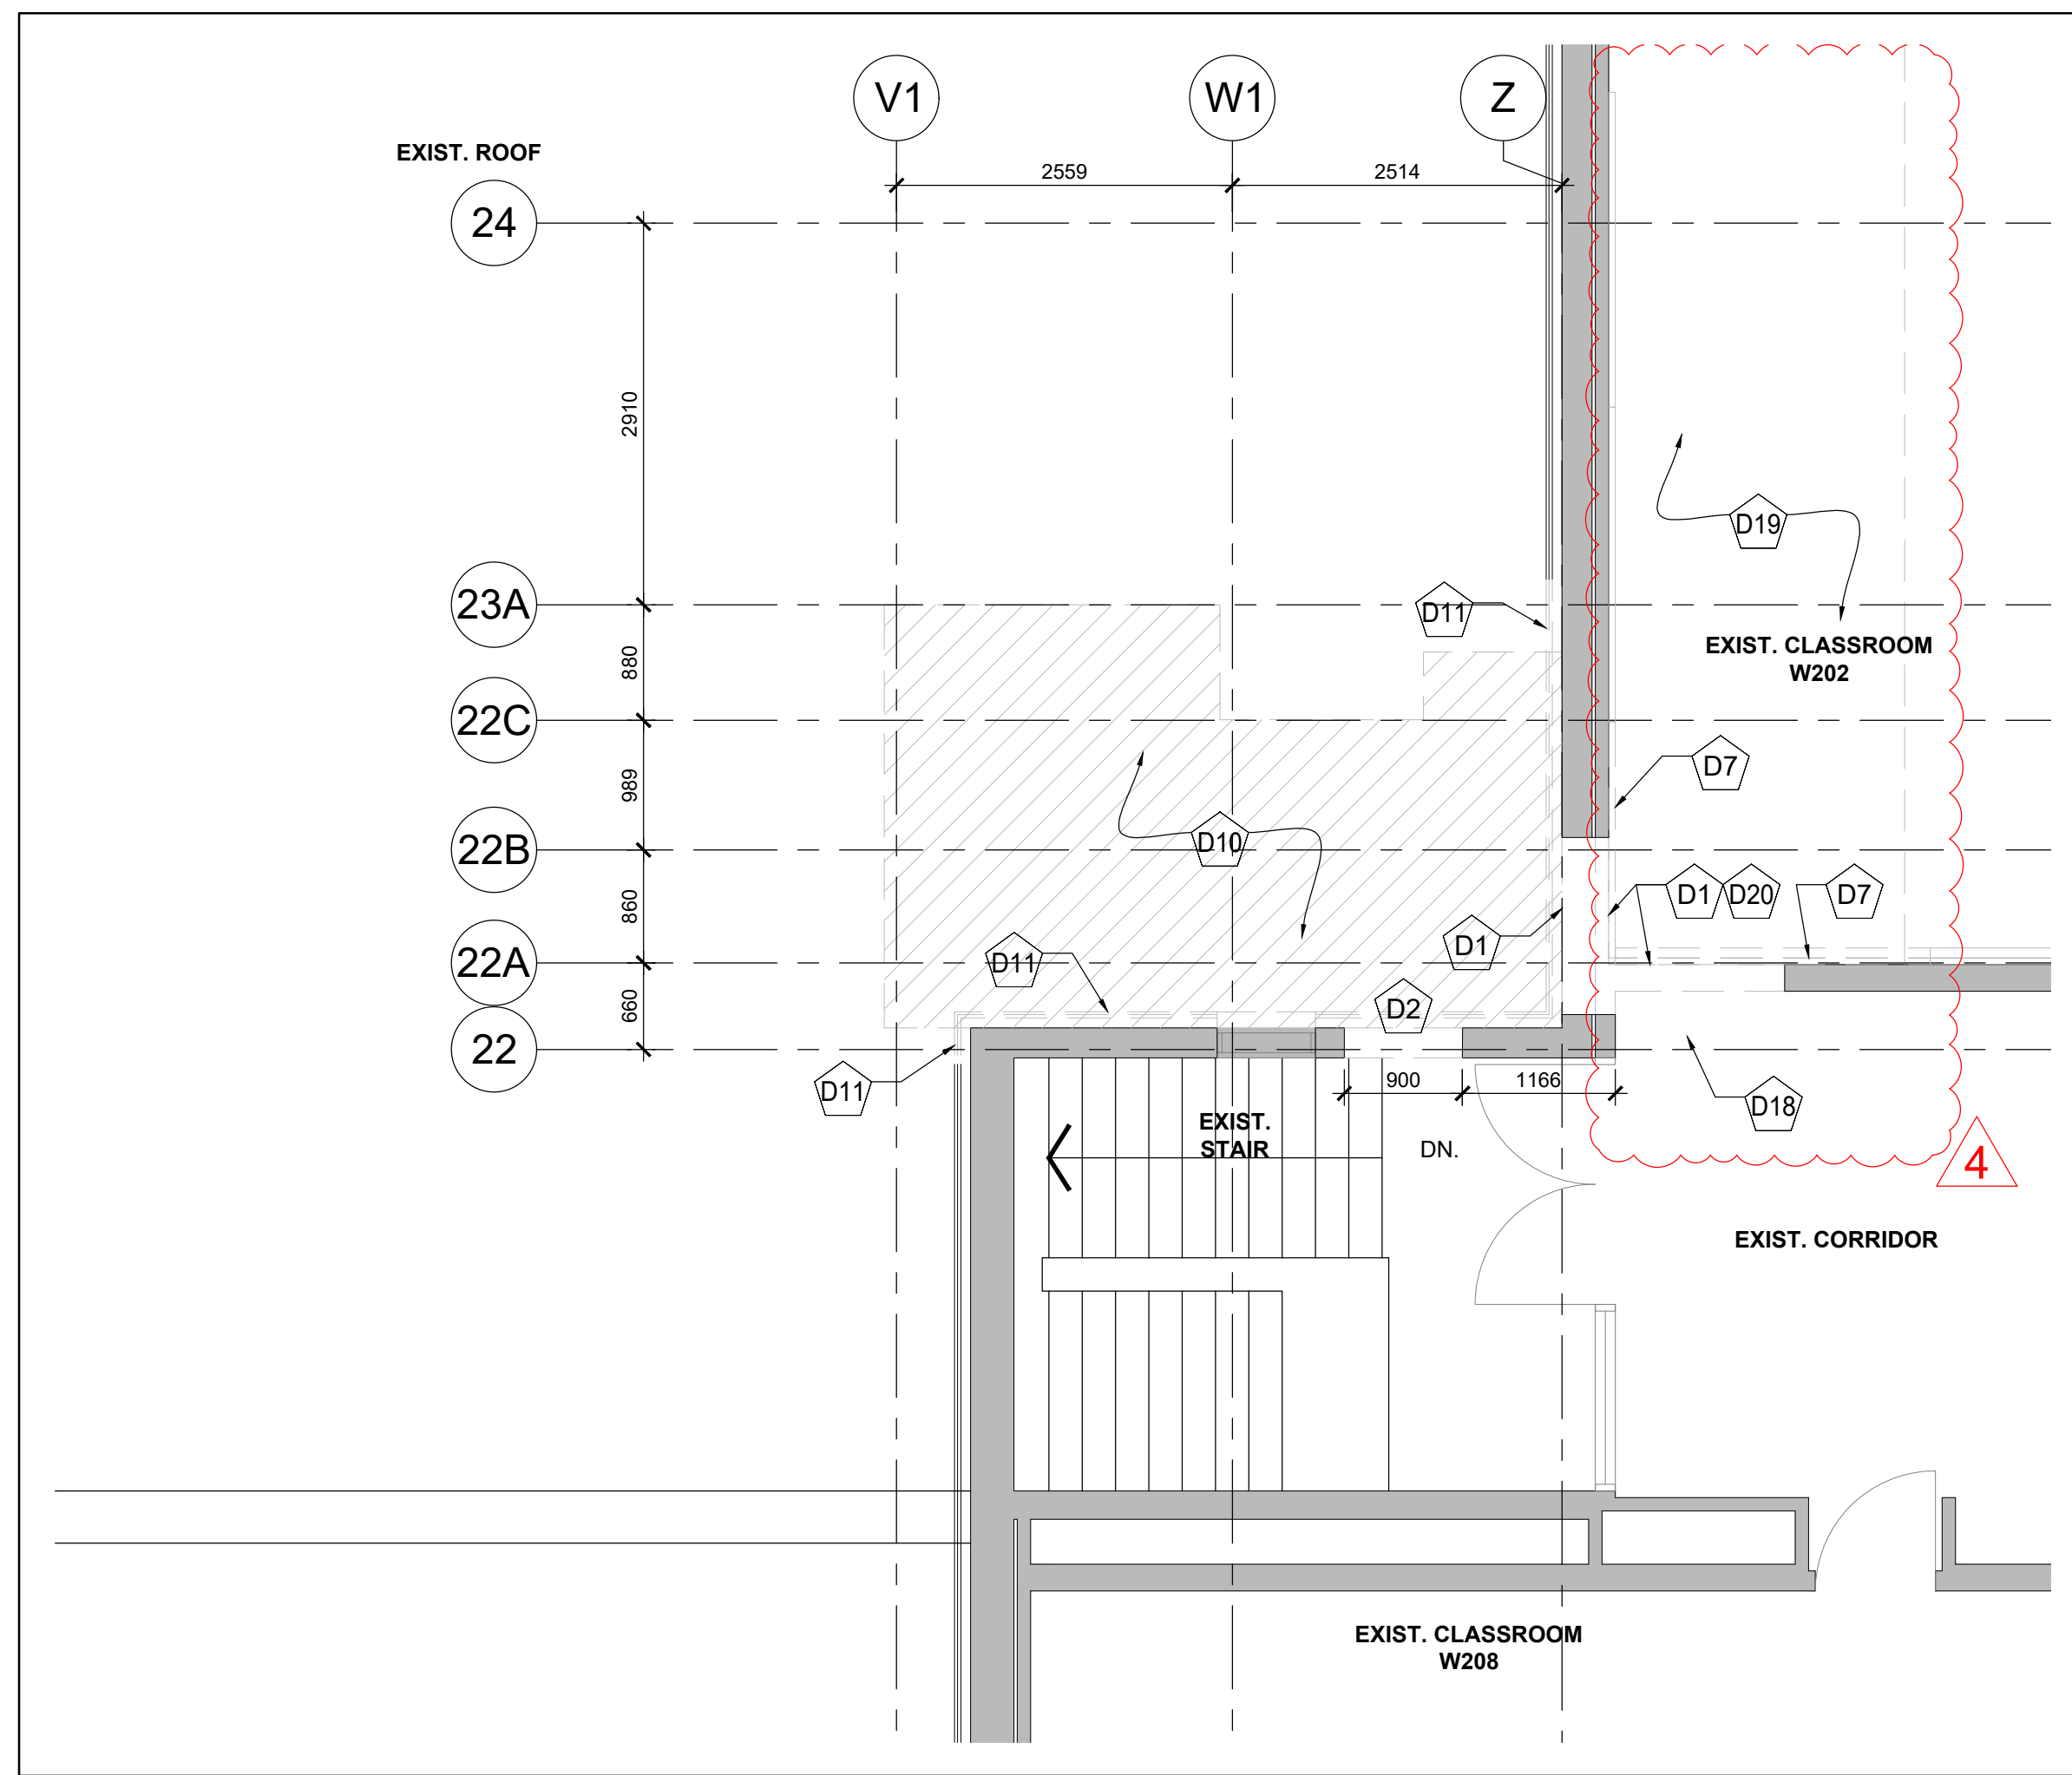 V1
W1
Z
EXIST. ROOF
2559
2514
24
2910
D19
23A
D11
EXIST. CLASSROOM
W202
880
22C
D7
989
D10
22B
860
D1
D20
D7
D1
22A
D11
660
D2
22
D11
900
1166
D18
EXIST.
STAIR
DN.
4
EXIST. CORRIDOR
EXIST. CLASSROOM
W208